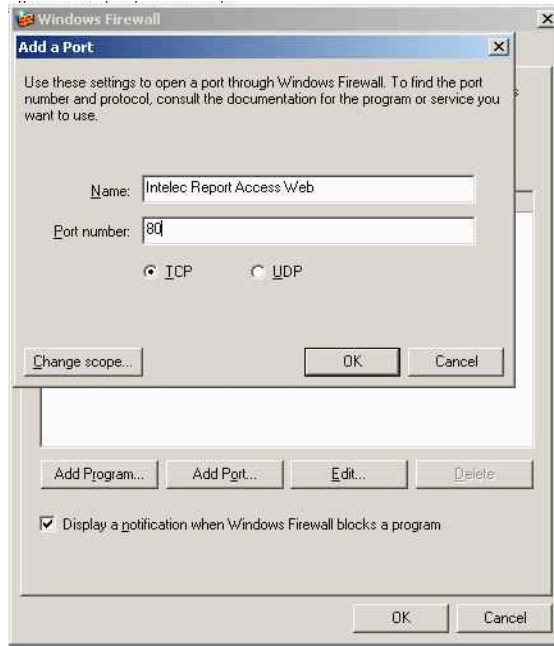 Windows Firewall
Add a Port
Use these settings to open a port through Windows Firewall. To find the port
number and protocol, consult the documentation for the program or service you
want to use.
Name: Intelec Report Access Web
Port number: 80
TCP UDP
Change scope... OK Cancel
Add Program... Add Port... Edit... Delete
Display a notification when Windows Firewall blocks a program
OK Cancel